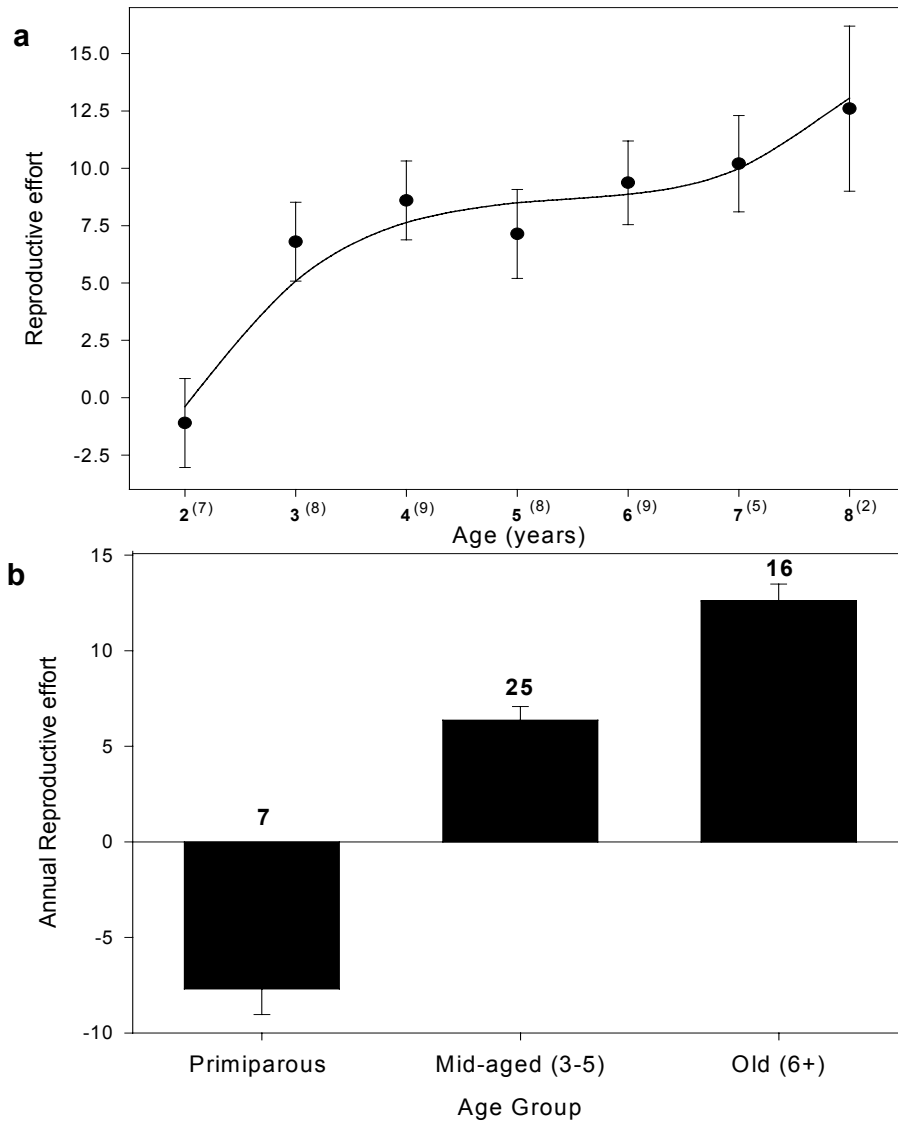 a
Reproductive effort
15.0
12.5
10.0
7.5
5.0
2.5
0.0
-2.5
2(7) 3(8) 4(9) 5(8) 6(9) 7(5) 8(2)
Age (years)
b
Annual Reproductive effort
15
10
5
0
-5
-10
7
25
16
Primiparous Mid-aged (3-5) Old (6+)
Age Group